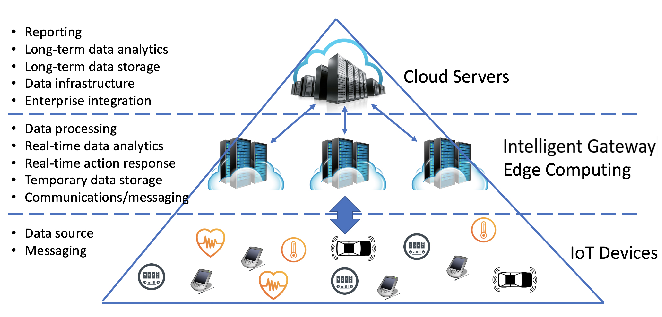 • Reporting
• Long-term data analytics
• Long-term data storage
• Data infrastructure
• Enterprise integration
Cloud Servers
• Data processing
• Real-time data analytics
• Real-time action response
• Temporary data storage
• Communications/messaging
Intelligent Gateway
Edge Computing
• Data source
• Messaging
IoT Devices